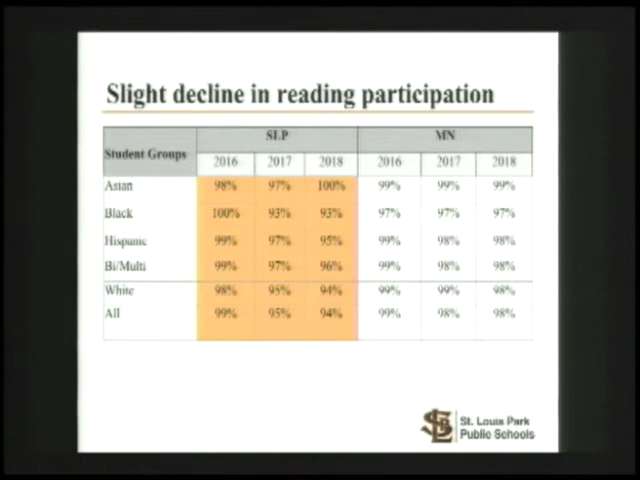 Slight decline in reading participation
Student Groups SLP MN
2016 2017 2018 2016 2017 2018
Asian 98% 97% 100% 99% 99% 99%
Black 100% 93% 93% 97% 97% 97%
Hispanic 99% 97% 95% 99% 98% 98%
Bi/Multi 99% 97% 96% 99% 98% 98%
White 98% 95% 94% 99% 99% 98%
All 99% 95% 94% 99% 98% 98%
St. Louis Park
Public Schools